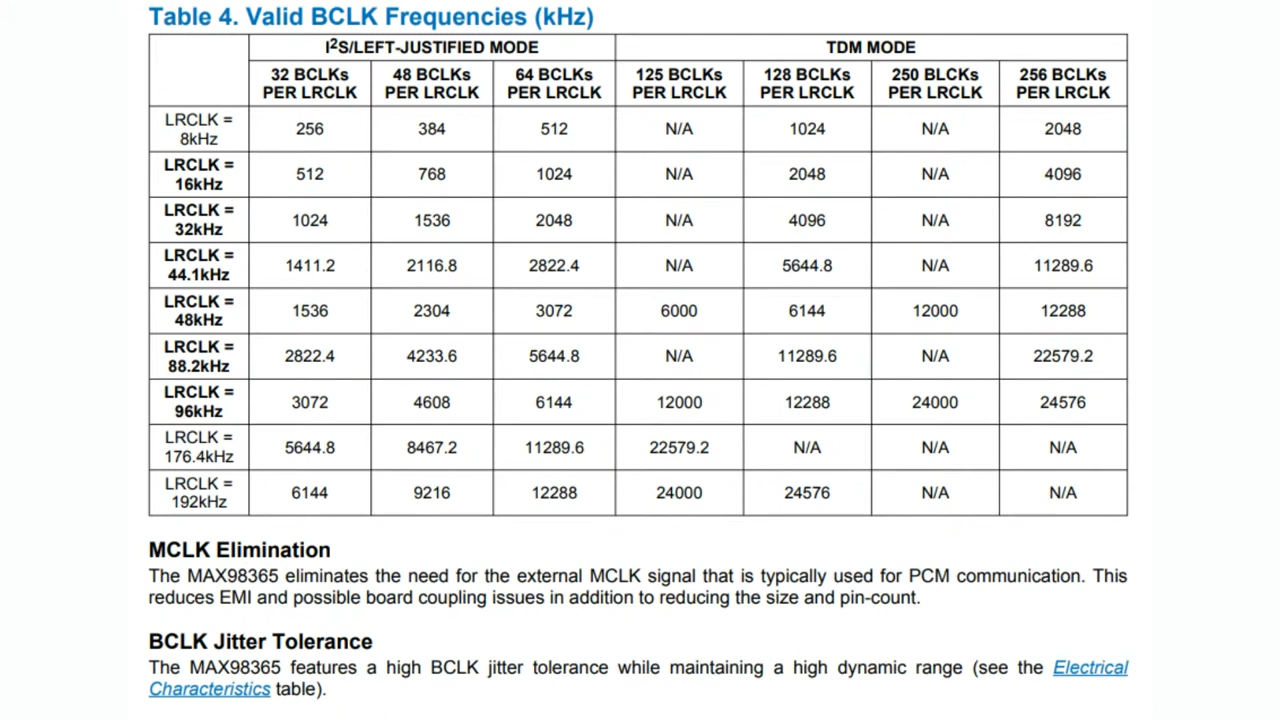 Table 4. Valid BCLK Frequencies (kHz)
I²S/LEFT-JUSTIFIED MODE TDM MODE
32 BCLKs PER LRCLK 48 BCLKs PER LRCLK 64 BCLKs PER LRCLK 125 BCLKs PER LRCLK 128 BCLKs PER LRCLK 250 BLCKs PER LRCLK 256 BCLKs PER LRCLK
LRCLK = 8kHz 256 384 512 N/A 1024 N/A 2048
LRCLK = 16kHz 512 768 1024 N/A 2048 N/A 4096
LRCLK = 32kHz 1024 1536 2048 N/A 4096 N/A 8192
LRCLK = 44.1kHz 1411.2 2116.8 2822.4 N/A 5644.8 N/A 11289.6
LRCLK = 48kHz 1536 2304 3072 6000 6144 12000 12288
LRCLK = 88.2kHz 2822.4 4233.6 5644.8 N/A 11289.6 N/A 22579.2
LRCLK = 96kHz 3072 4608 6144 12000 12288 24000 24576
LRCLK = 176.4kHz 5644.8 8467.2 11289.6 22579.2 N/A N/A N/A
LRCLK = 192kHz 6144 9216 12288 24000 24576 N/A N/A
MCLK Elimination
The MAX98365 eliminates the need for the external MCLK signal that is typically used for PCM communication. This
reduces EMI and possible board coupling issues in addition to reducing the size and pin-count.
BCLK Jitter Tolerance
The MAX98365 features a high BCLK jitter tolerance while maintaining a high dynamic range (see the Electrical
Characteristics table).